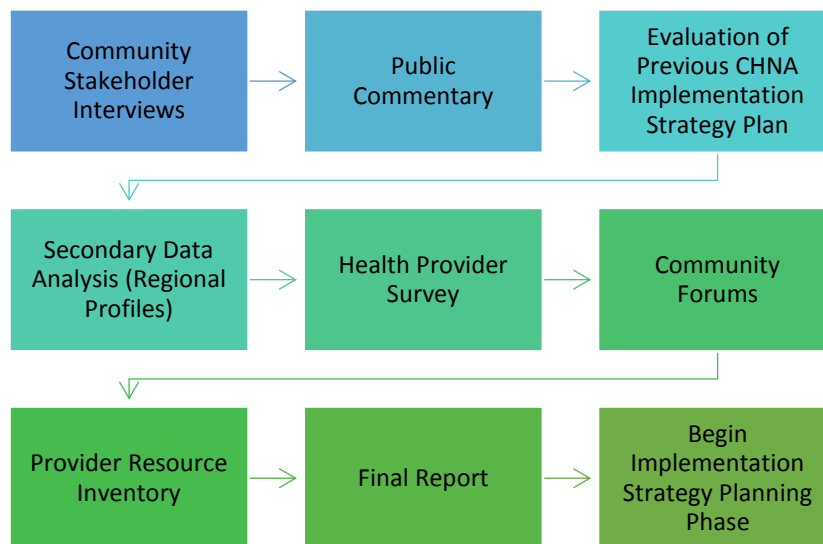 Community
Stakeholder
Interviews
Public
Commentary
Evaluation of
Previous CHNA
Implementation
Strategy Plan
Secondary Data
Analysis (Regional
Profiles)
Health Provider
Survey
Community
Forums
Provider Resource
Inventory
Final Report
Begin
Implementation
Strategy Planning
Phase